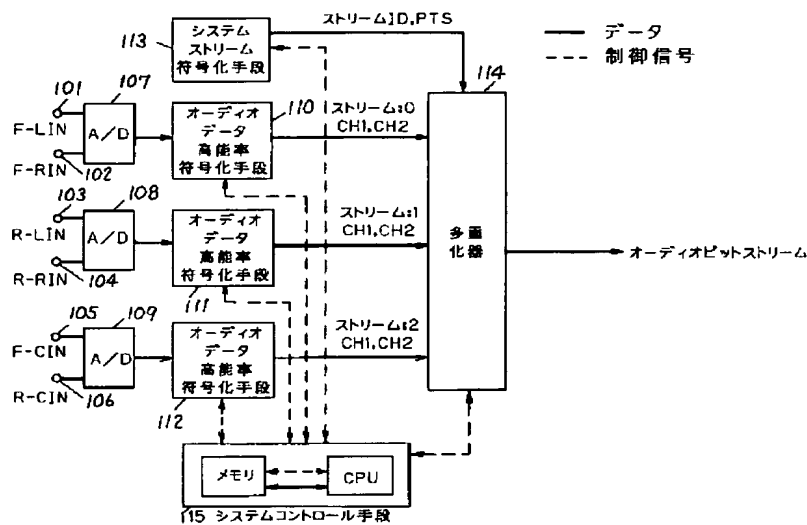 システム
ストリーム
符号化手段
113
ストリームID,PTS
データ
制御信号
114
101
107
F-LIN
A/D
F-RIN
102
オーディオ
データ
高能率
符号化手段
110
ストリーム:0
CH1,CH2
103
108
R-LIN
A/D
R-RIN
104
オーディオ
データ
高能率
符号化手段
111
ストリーム:1
CH1,CH2
多重
化器
オーディオビットストリーム
105
109
F-CIN
A/D
R-CIN
106
オーディオ
データ
高能率
符号化手段
112
ストリーム:2
CH1,CH2
メモリ
CPU
115 システムコントロール手段